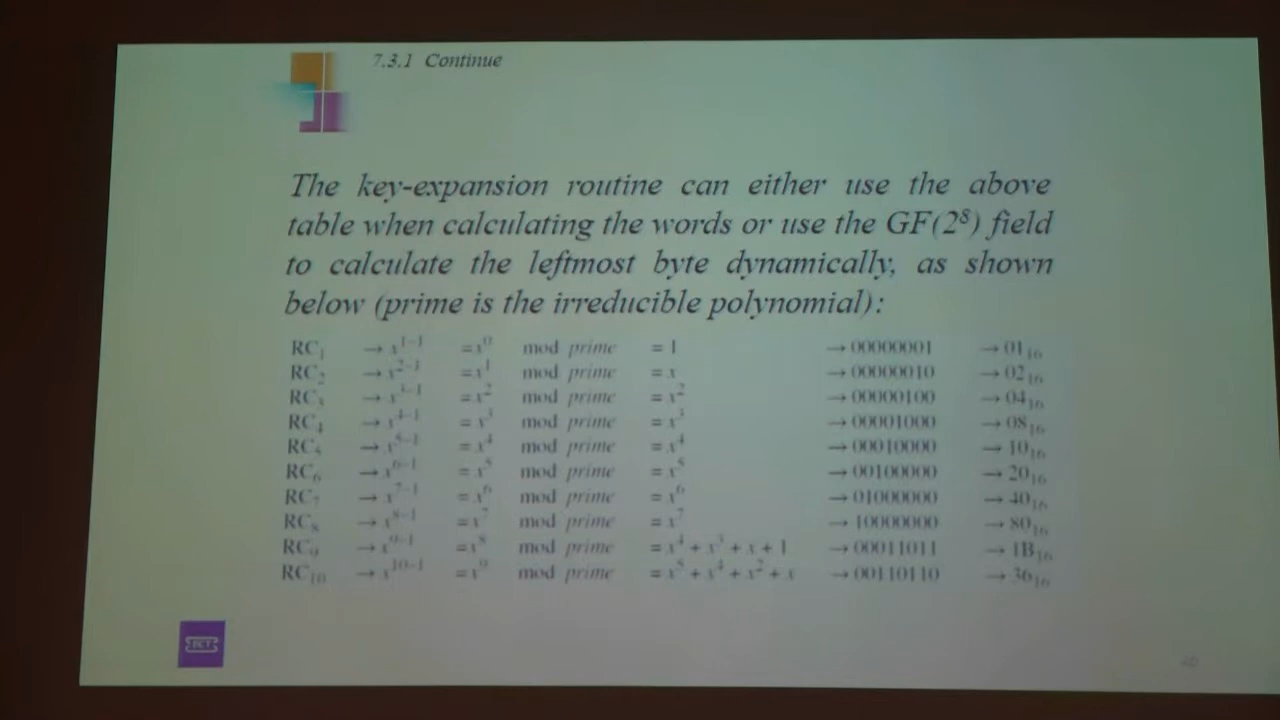 7.3.1 Continue
The key-expansion routine can either use the above
table when calculating the words or use the GF(2⁸) field
to calculate the leftmost byte dynamically, as shown
below (prime is the irreducible polynomial):
RC₁ → x¹⁻¹ = x⁰ mod prime = 1 → 00000001 → 01₁₆
RC₂ → x²⁻¹ = x¹ mod prime = x → 00000010 → 02₁₆
RC₃ → x³⁻¹ = x² mod prime = x² → 00000100 → 04₁₆
RC₄ → x⁴⁻¹ = x³ mod prime = x³ → 00001000 → 08₁₆
RC₅ → x⁵⁻¹ = x⁴ mod prime = x⁴ → 00010000 → 10₁₆
RC₆ → x⁶⁻¹ = x⁵ mod prime = x⁵ → 00100000 → 20₁₆
RC₇ → x⁷⁻¹ = x⁶ mod prime = x⁶ → 01000000 → 40₁₆
RC₈ → x⁸⁻¹ = x⁷ mod prime = x⁷ → 10000000 → 80₁₆
RC₉ → x⁹⁻¹ = x⁸ mod prime = x⁴ + x³ + x + 1 → 00011011 → 1B₁₆
RC₁₀ → x¹⁰⁻¹ = x⁹ mod prime = x⁵ + x⁴ + x² + x → 00110110 → 36₁₆